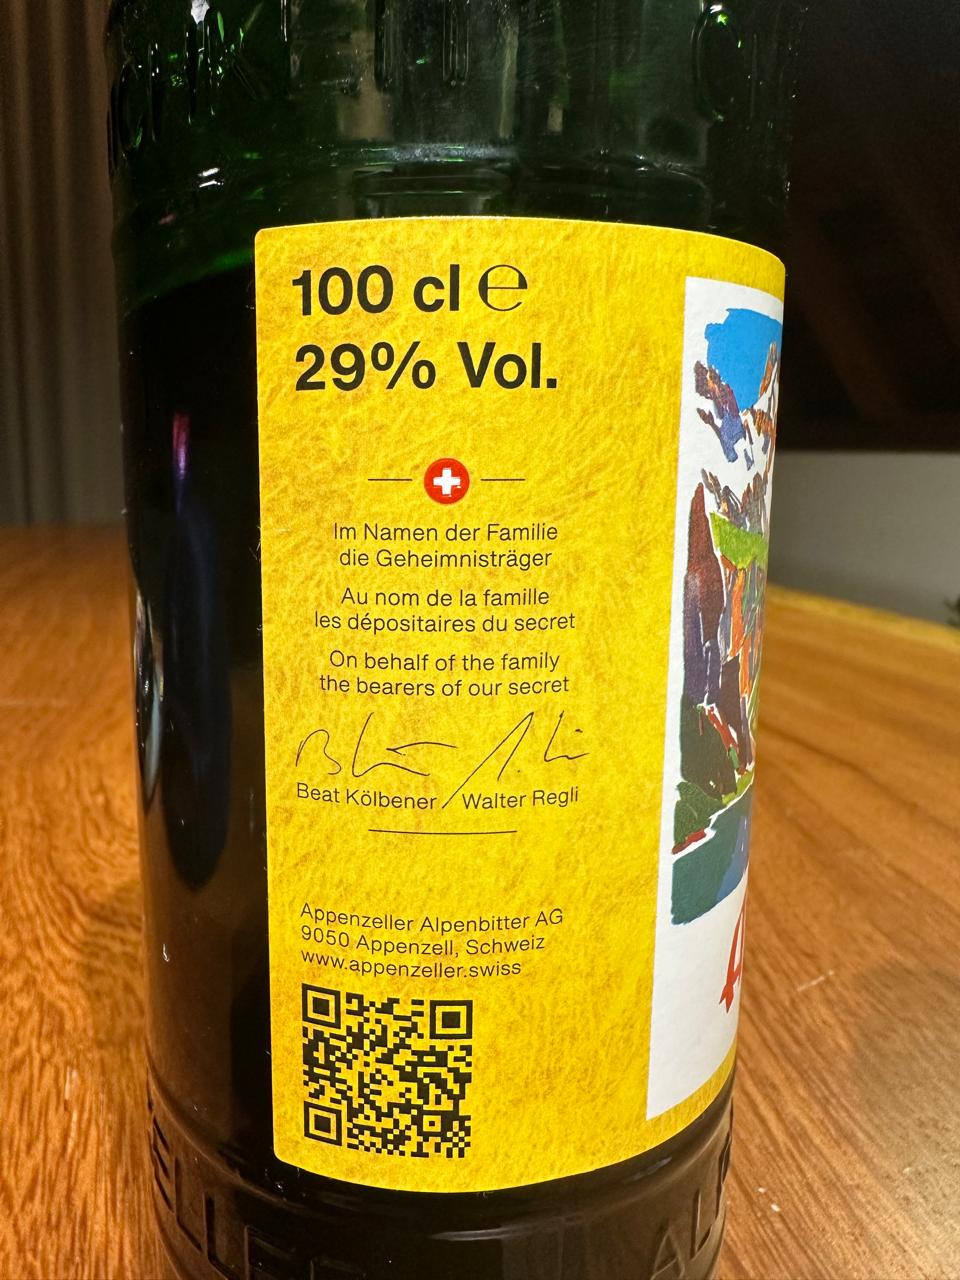 100 cl ℮
29% Vol.
Im Namen der Familie
die Geheimnisträger
Au nom de la famille
les dépositaires du secret
On behalf of the family
the bearers of our secret
Beat Kölbener / Walter Regli
Appenzeller Alpenbitter AG
9050 Appenzell, Schweiz
www.appenzeller.swiss